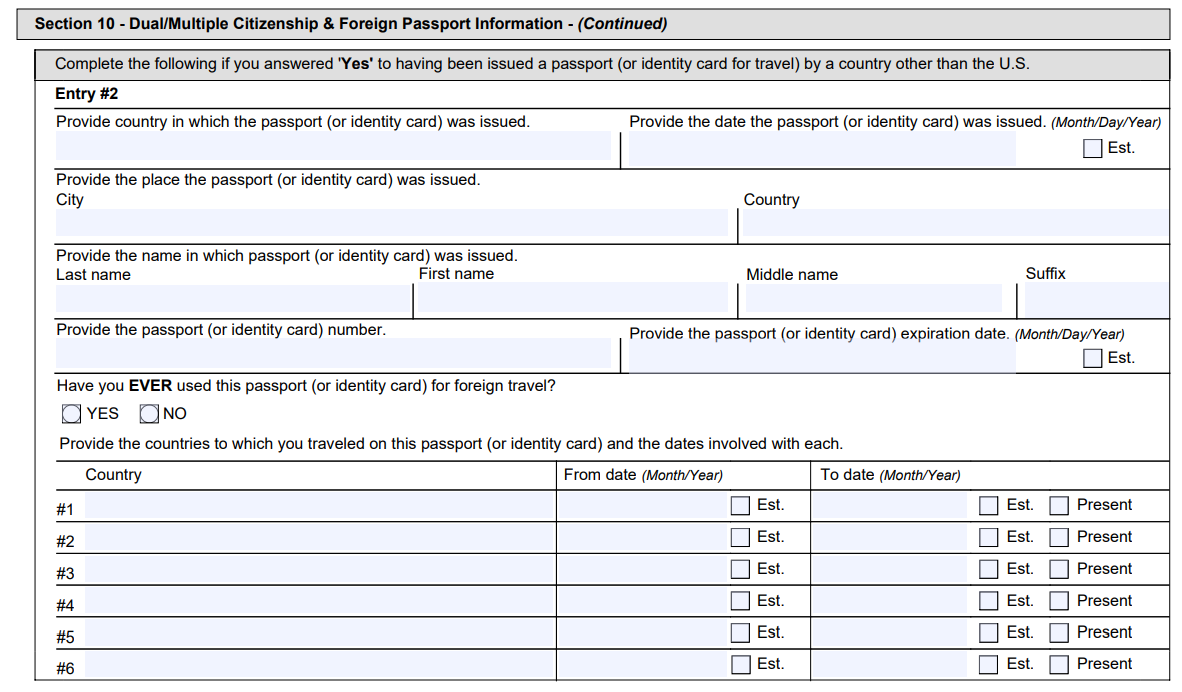 Section 10 - Dual/Multiple Citizenship & Foreign Passport Information - (Continued)
Complete the following if you answered 'Yes' to having been issued a passport (or identity card for travel) by a country other than the U.S.
Entry #2
Provide country in which the passport (or identity card) was issued. Provide the date the passport (or identity card) was issued. (Month/Day/Year)
Est.
Provide the place the passport (or identity card) was issued.
City Country
Provide the name in which passport (or identity card) was issued.
Last name First name Middle name Suffix
Provide the passport (or identity card) number. Provide the passport (or identity card) expiration date. (Month/Day/Year)
Est.
Have you EVER used this passport (or identity card) for foreign travel?
YES NO
Provide the countries to which you traveled on this passport (or identity card) and the dates involved with each.
Country From date (Month/Year) To date (Month/Year)
#1 Est. Est. Present
#2 Est. Est. Present
#3 Est. Est. Present
#4 Est. Est. Present
#5 Est. Est. Present
#6 Est. Est. Present